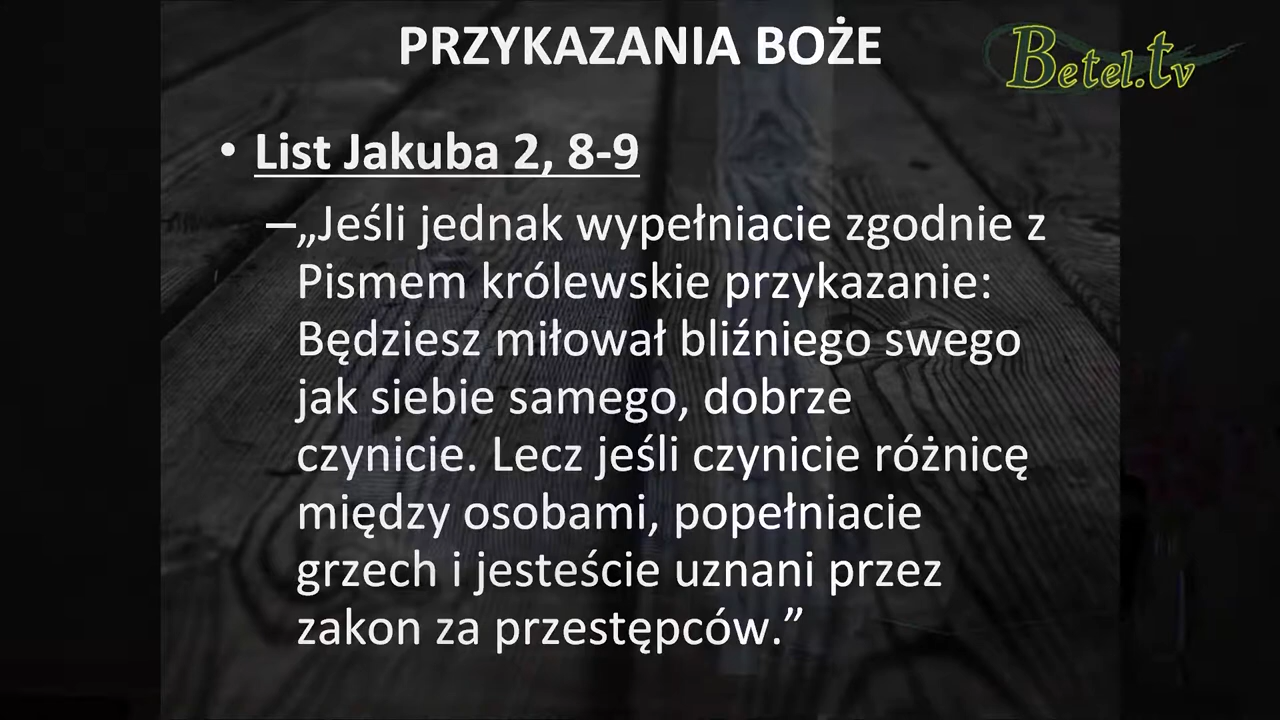 PRZYKAZANIA BOŻE
Betel.tv
• List Jakuba 2, 8-9
–„Jeśli jednak wypełniacie zgodnie z
Pismem królewskie przykazanie:
Będziesz miłował bliźniego swego
jak siebie samego, dobrze
czynicie. Lecz jeśli czynicie różnicę
między osobami, popełniacie
grzech i jesteście uznani przez
zakon za przestępców.”